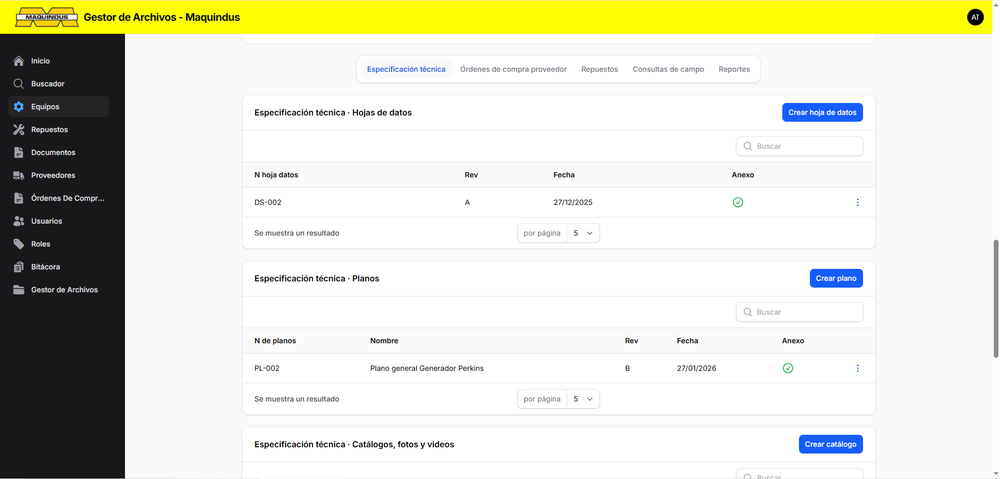 MAQUINDUS
Gestor de Archivos - Maquindus
AT
Inicio
Buscador
Equipos
Repuestos
Documentos
Proveedores
Órdenes De Compr...
Usuarios
Roles
Bitácora
Gestor de Archivos
Especificación técnica
Órdenes de compra proveedor
Repuestos
Consultas de campo
Reportes
Especificación técnica · Hojas de datos
Crear hoja de datos
Buscar
N hoja datos Rev Fecha Anexo
DS-002 A 27/12/2025
Se muestra un resultado
por página 5
Especificación técnica · Planos
Crear plano
Buscar
N de planos Nombre Rev Fecha Anexo
PL-002 Plano general Generador Perkins B 27/01/2026
Se muestra un resultado
por página 5
Especificación técnica · Catálogos, fotos y videos
Crear catálogo
Buscar